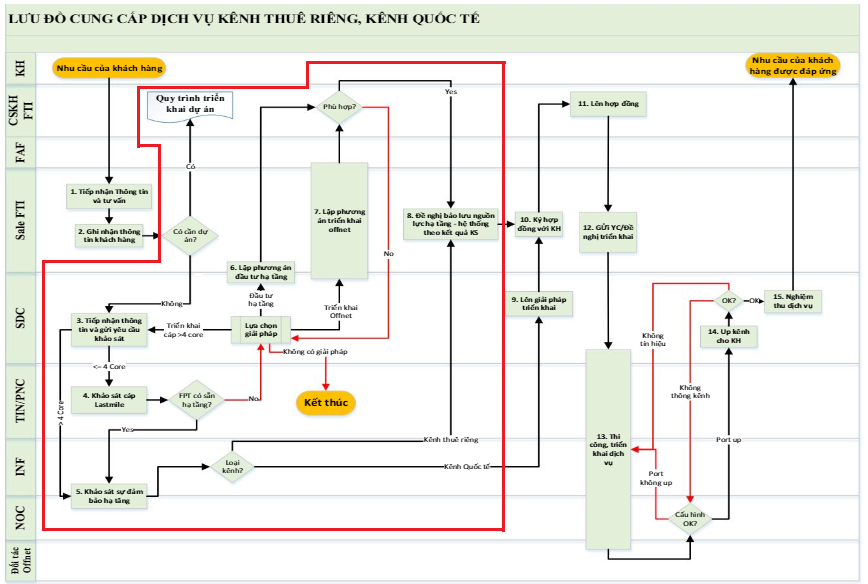 LƯU ĐỒ CUNG CẤP DỊCH VỤ KÊNH THUÊ RIÊNG, KÊNH QUỐC TẾ
KH
Nhu cầu của khách hàng
Nhu cầu của khách
hàng được đáp ứng
Yes
CSKH
FTI
Quy trình triển
khai dự án
Phù hợp?
11. Lên hợp đồng
FAF
Có
Sale FTI
1. Tiếp nhận Thông tin
và tư vấn
2. Ghi nhận thông
tin khách hàng
Có cần dự
án?
7. Lập phương
án triển khai
offnet
8. Đề nghị bảo lưu nguồn
lực hạ tầng - hệ thống
theo kết quả KS
10. Ký hợp
đồng với KH
12. GỬI YC/Đề
nghị triển khai
No
6. Lập phương án
đầu tư hạ tầng
SDC
Không
Đầu tư
hạ tầng
Triển khai
Offnet
9. Lên giải pháp
triển khai
OK?
OK
15. Nghiệm
thu dịch vụ
3. Tiếp nhận thông
tin và gửi yêu cầu
khảo sát
Triển khai
cáp >4 core
Lựa chọn
giải pháp
14. Up kênh
cho KH
Không
tín hiệu
Không có giải pháp
<= 4 Core
TIN/PNC
4. Khảo sát cáp
Lastmile
FPT có sẵn
hạ tầng?
No
Kết thúc
Không
thông kênh
> 4 Core
Yes
INF
Kênh thuê riêng
Loại
kênh?
Kênh Quốc tế
13. Thi
công, triển
khai dịch
vụ
Port up
Port
không up
5. Khảo sát sự đảm
bảo hạ tầng
NOC
Cấu hình
OK?
Đối tác
Offnet